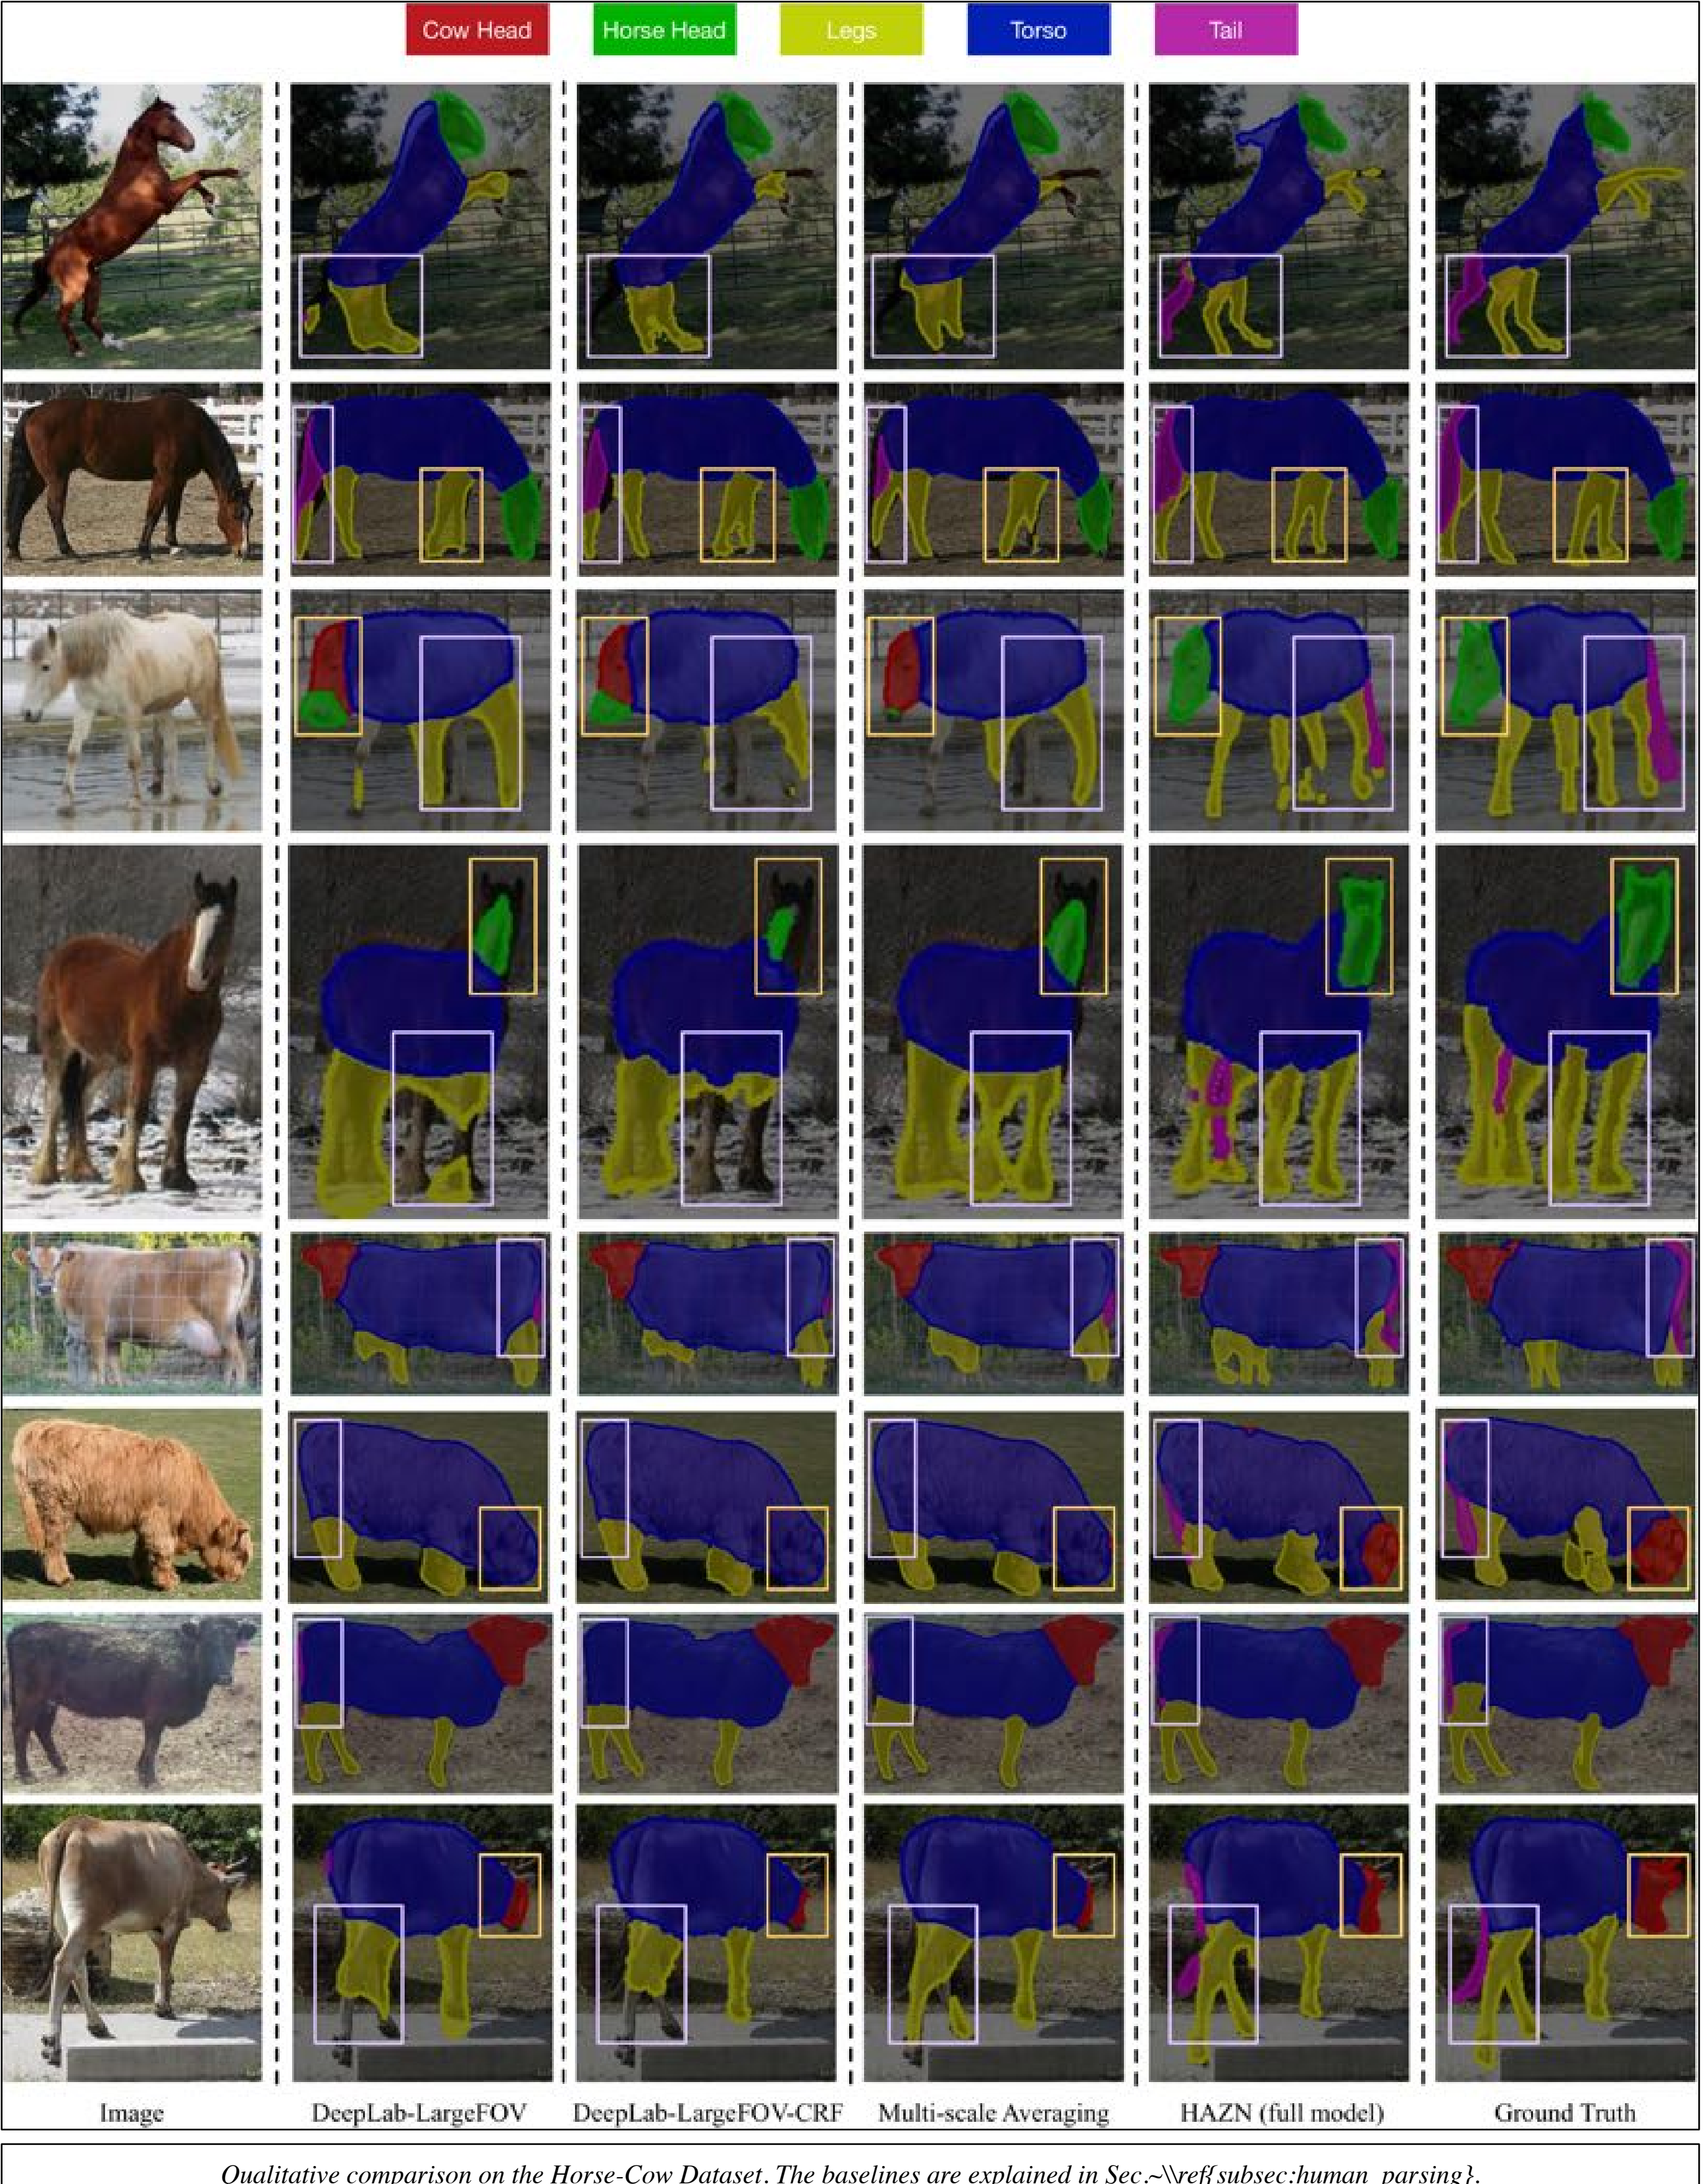 Cow Head Horse Head Legs Torso Tail
Image DeepLab-LargeFOV DeepLab-LargeFOV-CRF Multi-scale Averaging HAZN (full model) Ground Truth
Qualitative comparison on the Horse-Cow Dataset. The baselines are explained in Sec.~\\ref{subsec:human_parsing}.